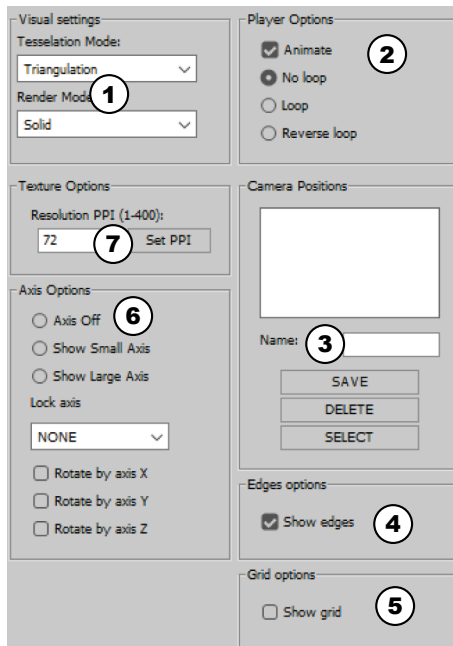 Visual settings
Tesselation Mode:
Triangulation
Render Mode
1
Solid
Player Options
Animate
2
No loop
Loop
Reverse loop
Texture Options
Resolution PPI (1-400):
72
7
Set PPI
Camera Positions
Name:
3
SAVE
DELETE
SELECT
Axis Options
Axis Off
6
Show Small Axis
Show Large Axis
Lock axis
NONE
Rotate by axis X
Rotate by axis Y
Rotate by axis Z
Edges options
Show edges
4
Grid options
Show grid
5